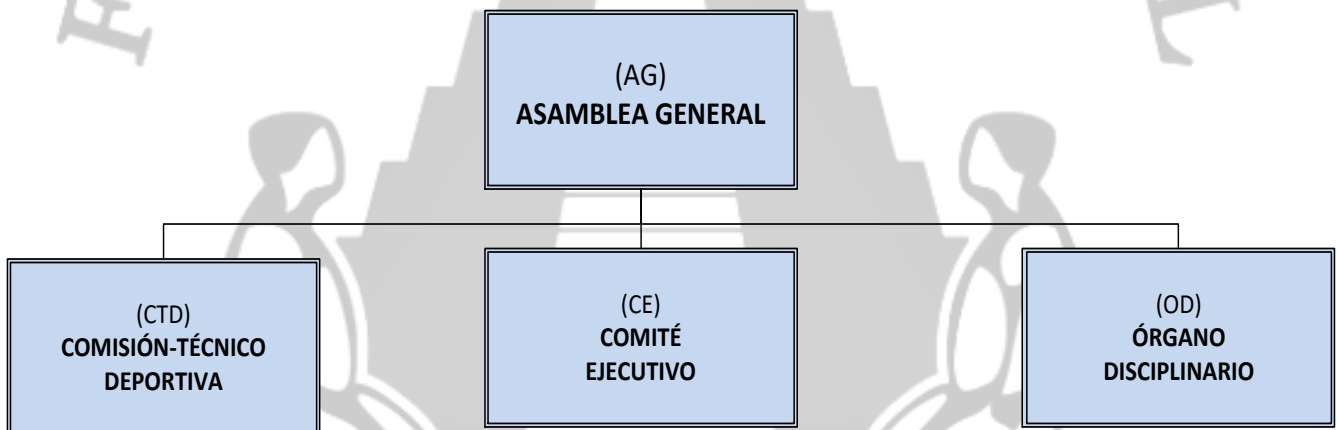 (AG)
ASAMBLEA GENERAL
(CTD)
COMISIÓN-TÉCNICO
DEPORTIVA
(CE)
COMITÉ
EJECUTIVO
(OD)
ÓRGANO
DISCIPLINARIO